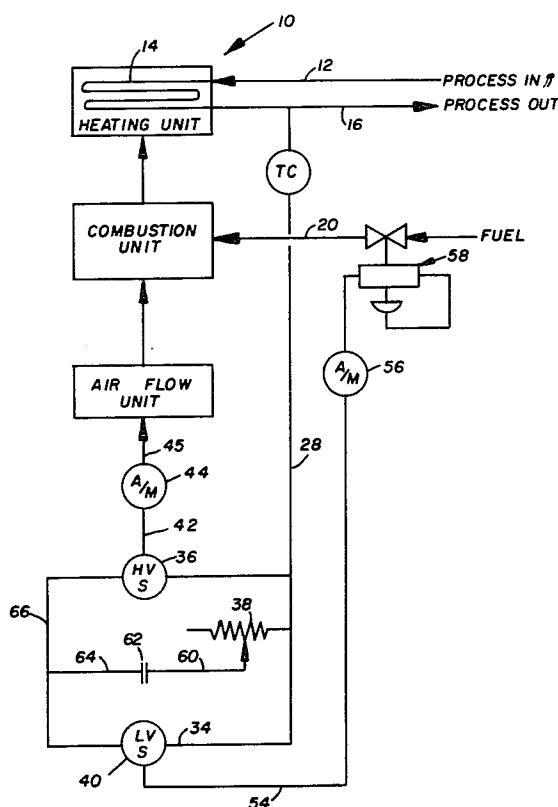 10
14
12
PROCESS IN
16
PROCESS OUT
HEATING UNIT
TC
COMBUSTION
UNIT
20
FUEL
58
A/M
56
AIR FLOW
UNIT
45
28
A/M
44
42
HV
S
36
66
38
62
64
60
LV
S
34
40
54